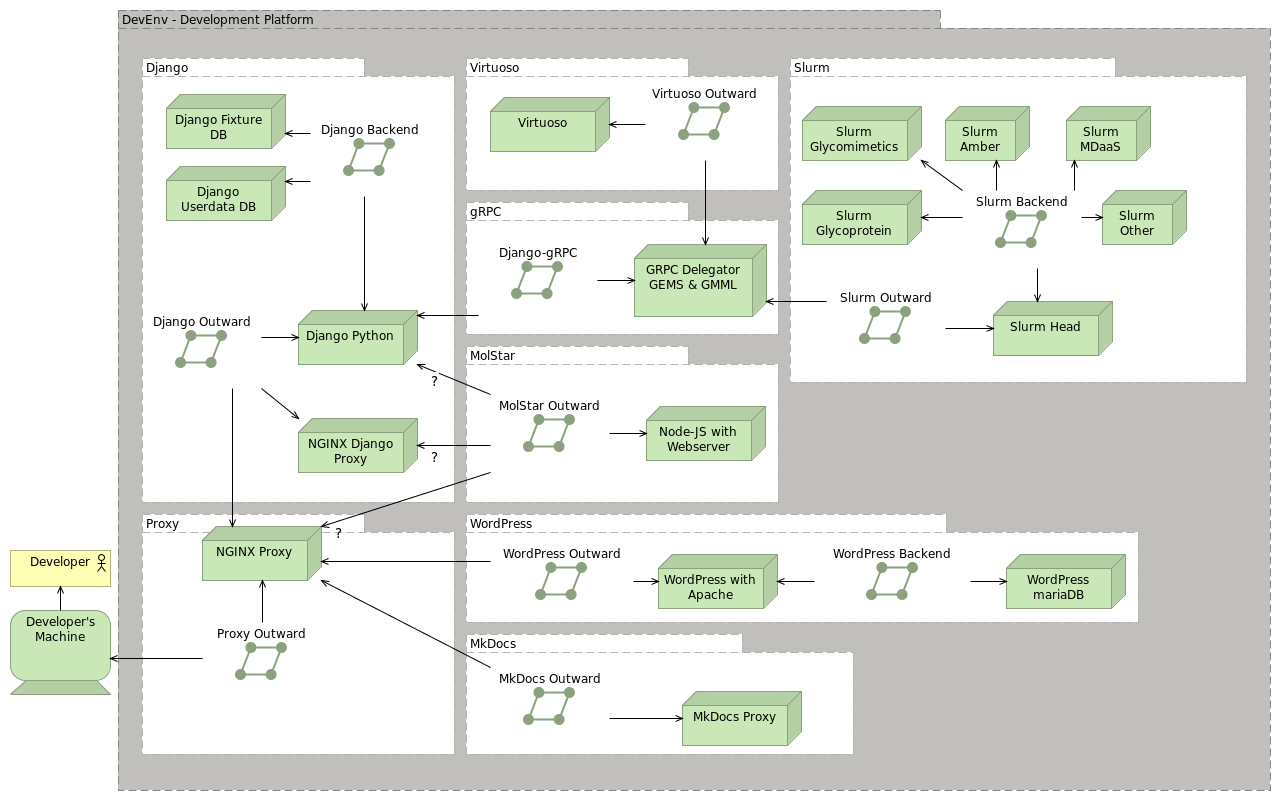 DevEnv - Development Platform
Django
Django Fixture
DB
Django Backend
Django
Userdata DB
Django Outward
Django Python
NGINX Django
Proxy
Virtuoso
Virtuoso
Virtuoso Outward
gRPC
Django-gRPC
GRPC Delegator
GEMS & GMML
MolStar
?
MolStar Outward
Node-JS with
Webserver
?
?
Slurm
Slurm
Glycomimetics
Slurm
Amber
Slurm
MDaaS
Slurm
Glycoprotein
Slurm Backend
Slurm
Other
Slurm Outward
Slurm Head
Proxy
NGINX Proxy
Proxy Outward
Developer
Developer's
Machine
WordPress
WordPress Outward
WordPress with
Apache
WordPress Backend
WordPress
mariaDB
MkDocs
MkDocs Outward
MkDocs Proxy